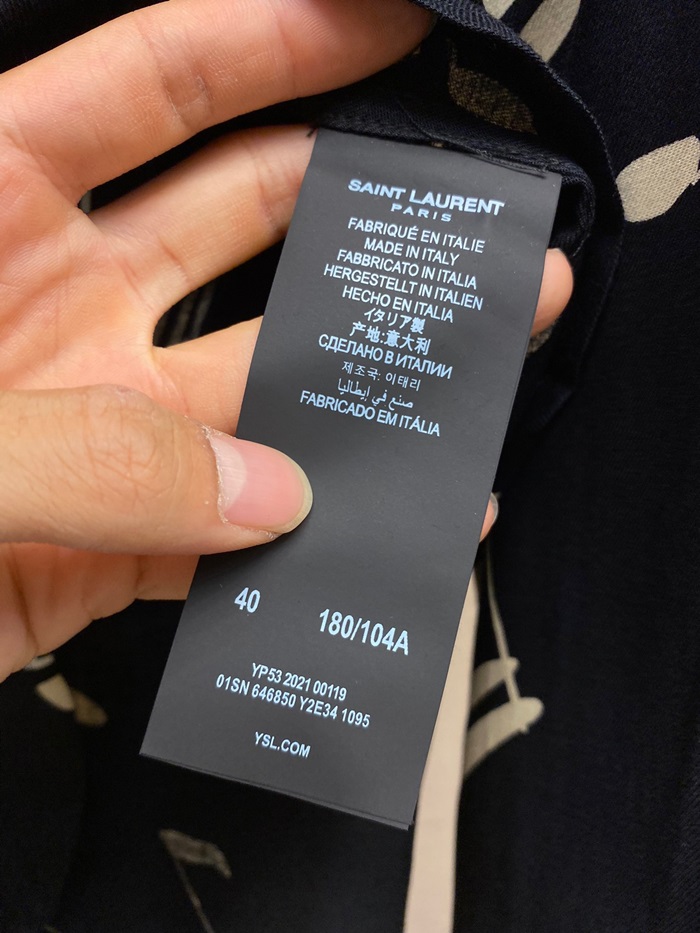 SAINT LAURENT
PARIS
FABRIQUÉ EN ITALIE
MADE IN ITALY
FABBRICATO IN ITALIA
HERGESTELLT IN ITALIEN
HECHO EN ITALIA
イタリア製
产地:意大利
СДЕЛАНО В ИТАЛИИ
제조국: 이태리
صنع في إيطاليا
FABRICADO EM ITÁLIA
40 180/104A
YP53 2021 00119
01SN 646850 Y2E34 1095
YSL.COM